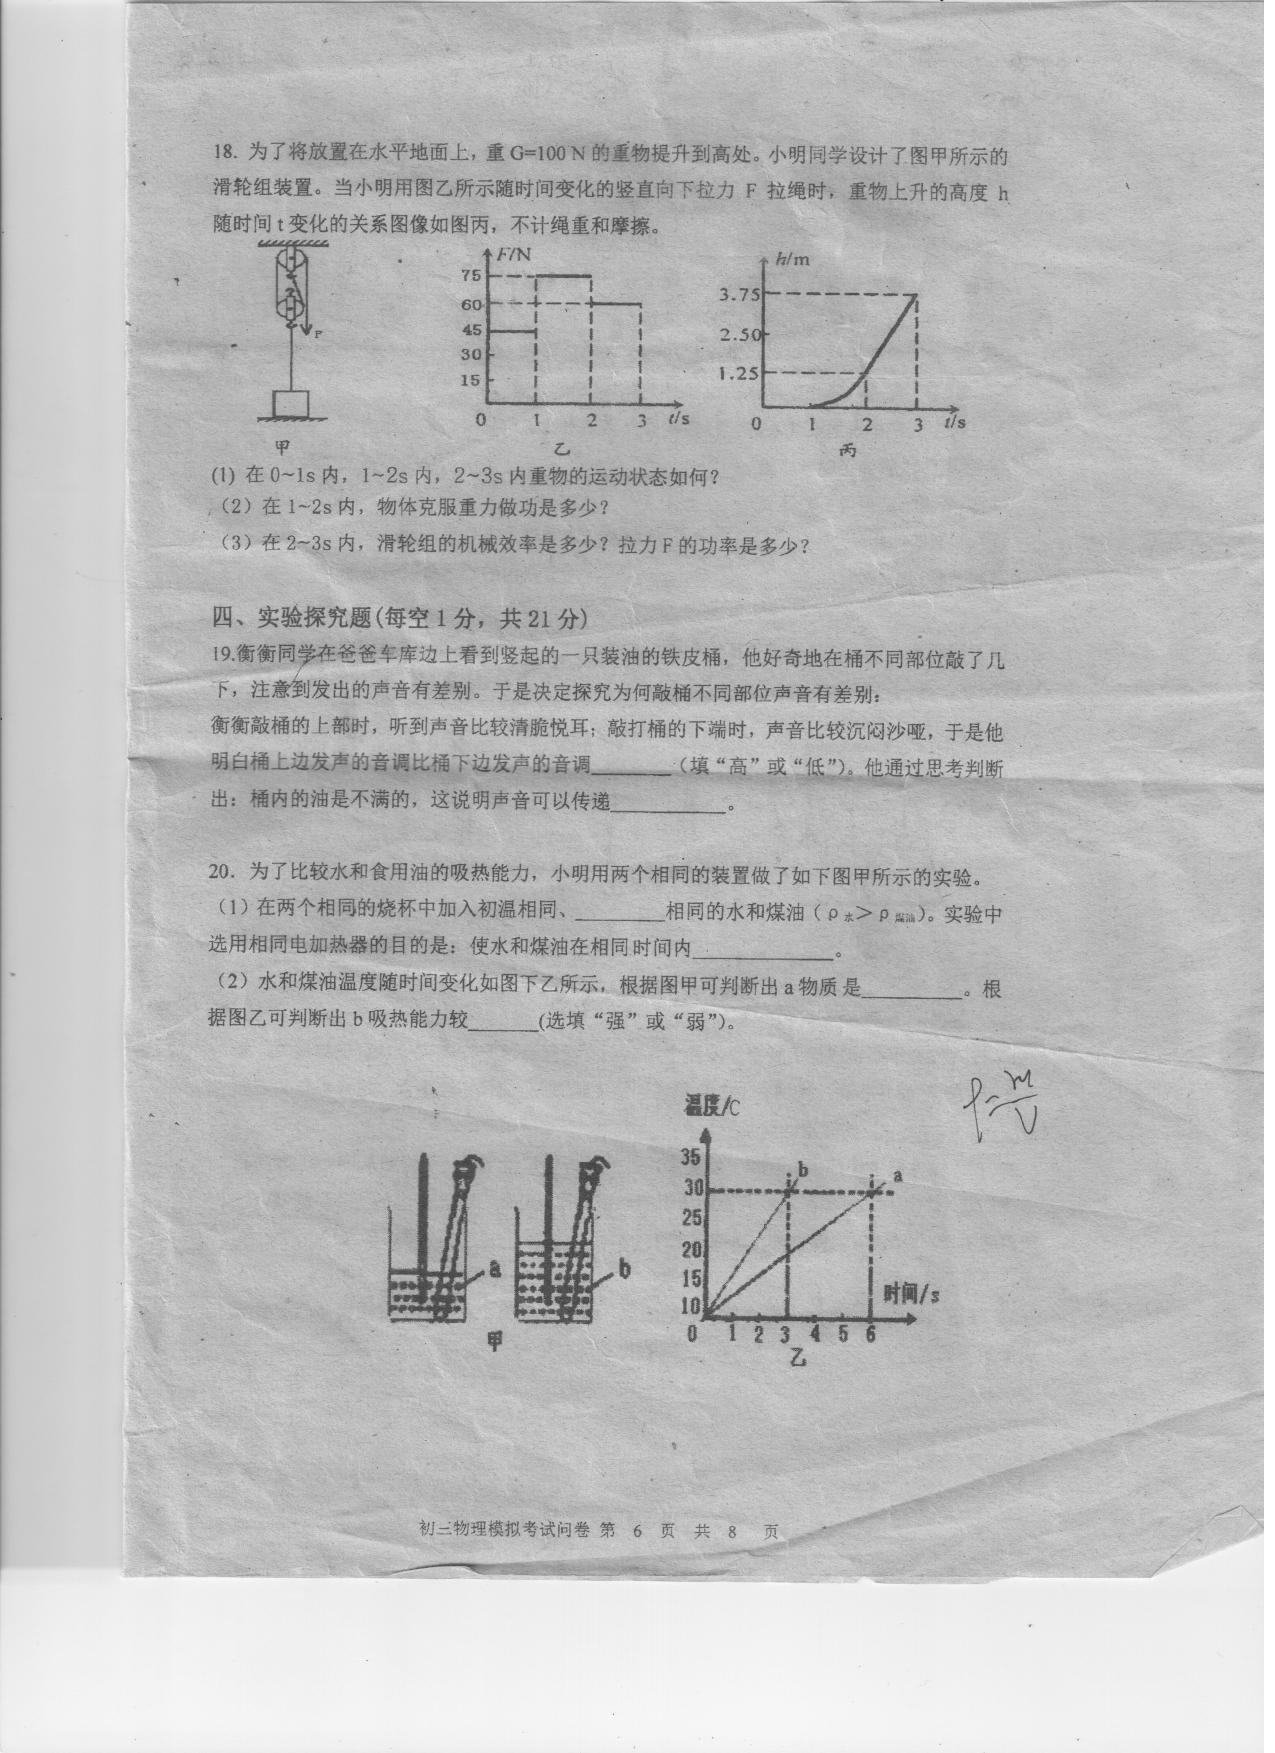 18. 为了将放置在水平地面上，重 G=100 N 的重物提升到高处。小明同学设计了图甲所示的
滑轮组装置。当小明用图乙所示随时间变化的竖直向下拉力 F 拉绳时，重物上升的高度 h
随时间 t 变化的关系图像如图丙，不计绳重和摩擦。
F
甲
F/N
75
60
45
30
15
0 1 2 3 t/s
乙
h/m
3.75
2.50
1.25
0 1 2 3 t/s
丙
(1) 在 0~1s 内，1~2s 内，2~3s 内重物的运动状态如何？
（2）在 1~2s 内，物体克服重力做功是多少？
（3）在 2~3s 内，滑轮组的机械效率是多少？拉力 F 的功率是多少？
四、实验探究题(每空 1 分，共 21 分)
19.衡衡同学在爸爸车库边上看到竖起的一只装油的铁皮桶，他好奇地在桶不同部位敲了几
下，注意到发出的声音有差别。于是决定探究为何敲桶不同部位声音有差别：
衡衡敲桶的上部时，听到声音比较清脆悦耳；敲打桶的下端时，声音比较沉闷沙哑，于是他
明白桶上边发声的音调比桶下边发声的音调________（填“高”或“低”）。他通过思考判断
出：桶内的油是不满的，这说明声音可以传递____________。
20．为了比较水和食用油的吸热能力，小明用两个相同的装置做了如下图甲所示的实验。
（1）在两个相同的烧杯中加入初温相同、_________相同的水和煤油（ρ水＞ρ煤油）。实验中
选用相同电加热器的目的是：使水和煤油在相同时间内______________。
（2）水和煤油温度随时间变化如图下乙所示，根据图甲可判断出 a 物质是__________。根
据图乙可判断出 b 吸热能力较_______(选填“强”或“弱”)。
ρ=m/V
a
b
甲
温度/C
35
30
25
20
15
10
b
a
时间/s
0 1 2 3 4 5 6
乙
初三物理模拟考试问卷 第 6 页 共 8 页